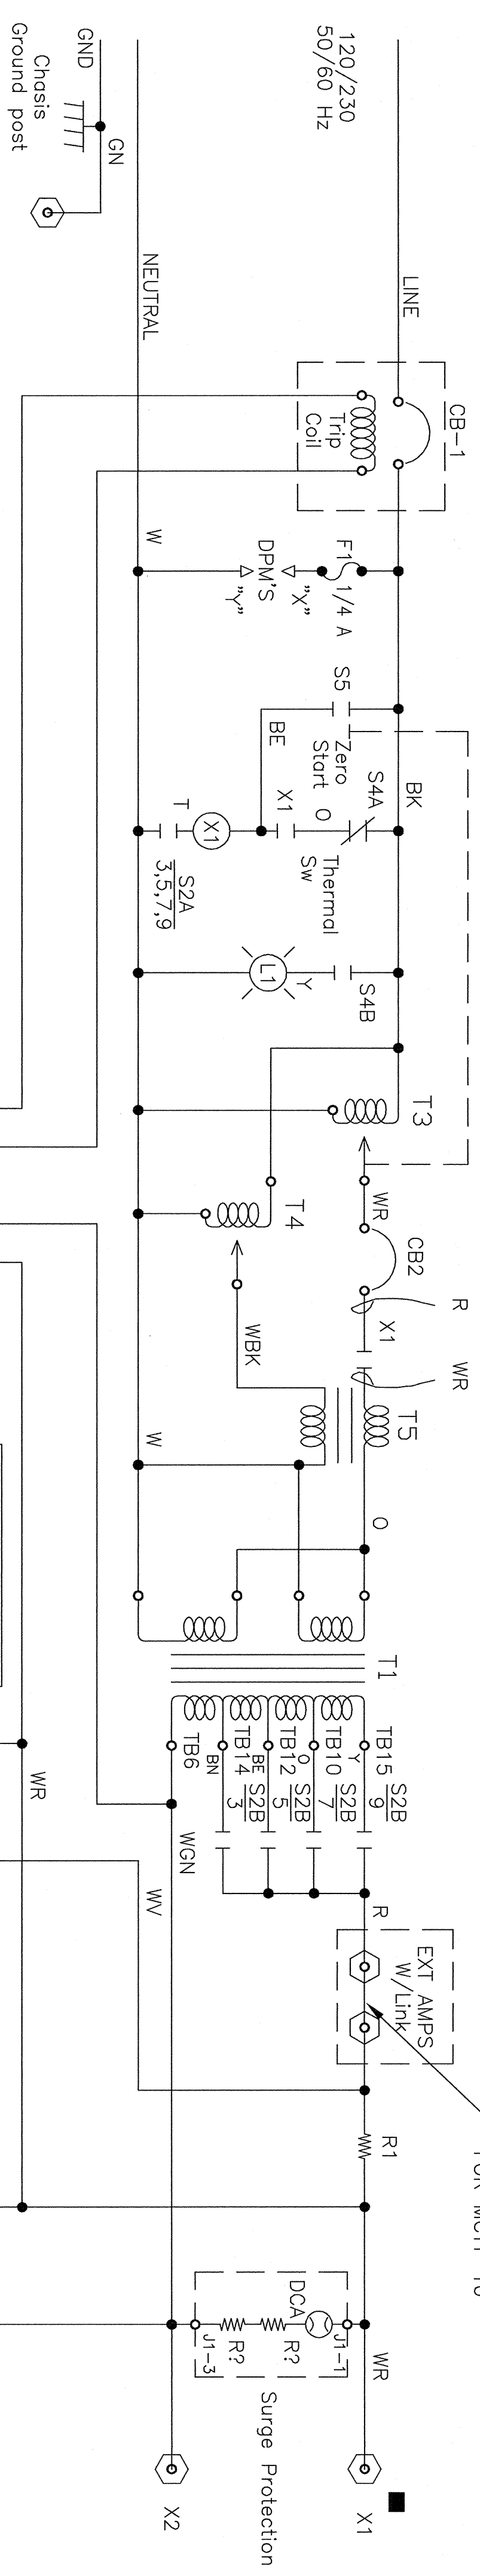 120/230
50/60 Hz
GND
GN
Chasis
Ground post
LINE
NEUTRAL
CB-1
Trip
Coil
W
F1
1/4 A
"X"
DPM'S
"Y"
S5
BE
Zero
Start
BK
S4A
O
X1
X1
T
Thermal
Sw
S2A
3,5,7,9
S4B
Y
L1
T3
T4
WR
CB2
R
X1
WR
WBK
T5
W
O
T1
TB15
Y
TB10
O
TB12
BE
TB14
BN
TB6
S2B
9
S2B
7
S2B
5
S2B
3
WR
WGN
WV
R
EXT AMPS
W/Link
R1
DCA
J1-1
R?
R?
J1-3
WR
Surge Protection
X1
X2